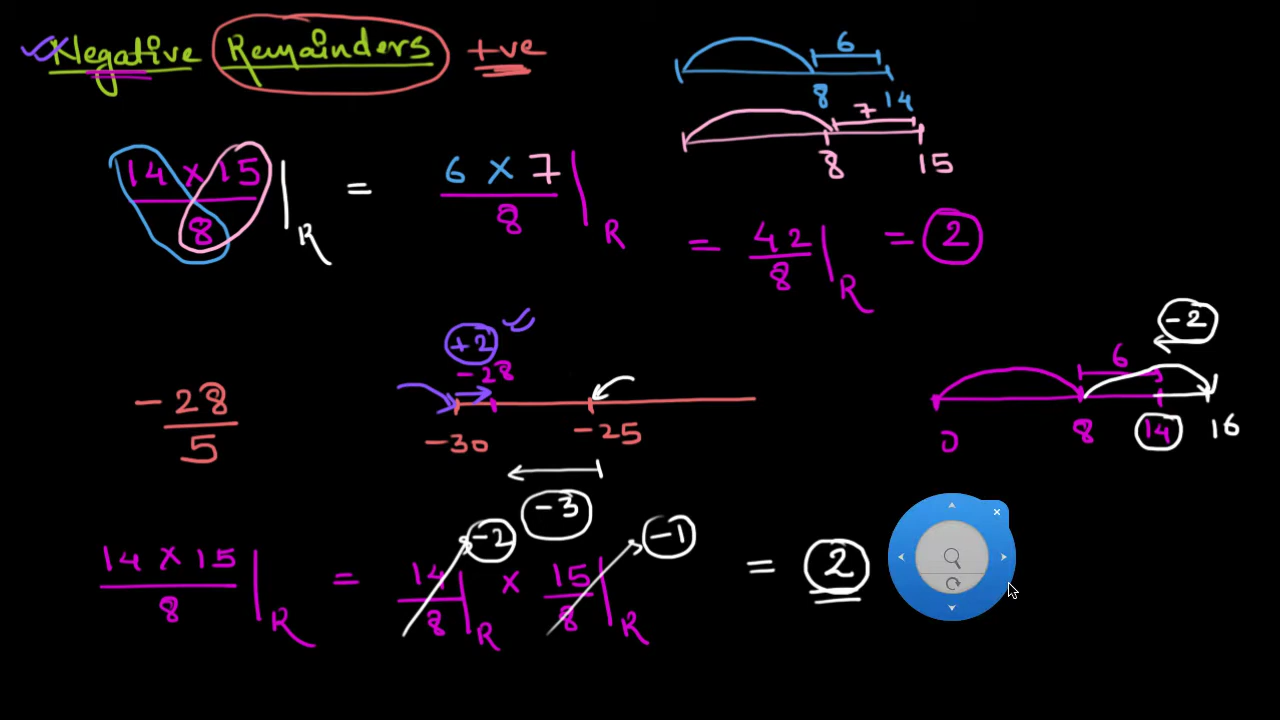 Negative Remainders +ve
6
8 14
7
8 15
14 x 15 / 8 | R = 6 x 7 / 8 | R
= 42 / 8 | R = 2
-28 / 5
+2
-28
-30 -25
-3
-2
6
0 8 14 16
14 x 15 / 8 | R = 14 / 8 | R x 15 / 8 | R = 2
-2 -1